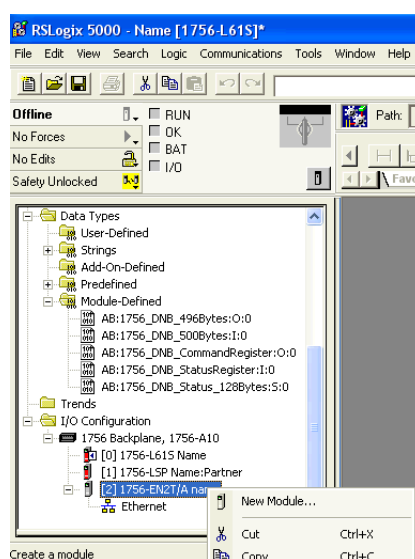 RSLogix 5000 - Name [1756-L61S]*
File Edit View Search Logic Communications Tools Window Help
Offline
RUN
No Forces
OK
BAT
No Edits
I/O
Safety Unlocked
Path:
Data Types
User-Defined
Strings
Add-On-Defined
Predefined
Module-Defined
AB:1756_DNB_496Bytes:O:0
AB:1756_DNB_500Bytes:I:0
AB:1756_DNB_CommandRegister:O:0
AB:1756_DNB_StatusRegister:I:0
AB:1756_DNB_Status_128Bytes:S:0
Trends
I/O Configuration
1756 Backplane, 1756-A10
[0] 1756-L61S Name
[1] 1756-LSP Name:Partner
[2] 1756-EN2T/A
Ethernet
New Module...
Cut Ctrl+X
Copy Ctrl+C
Create a module